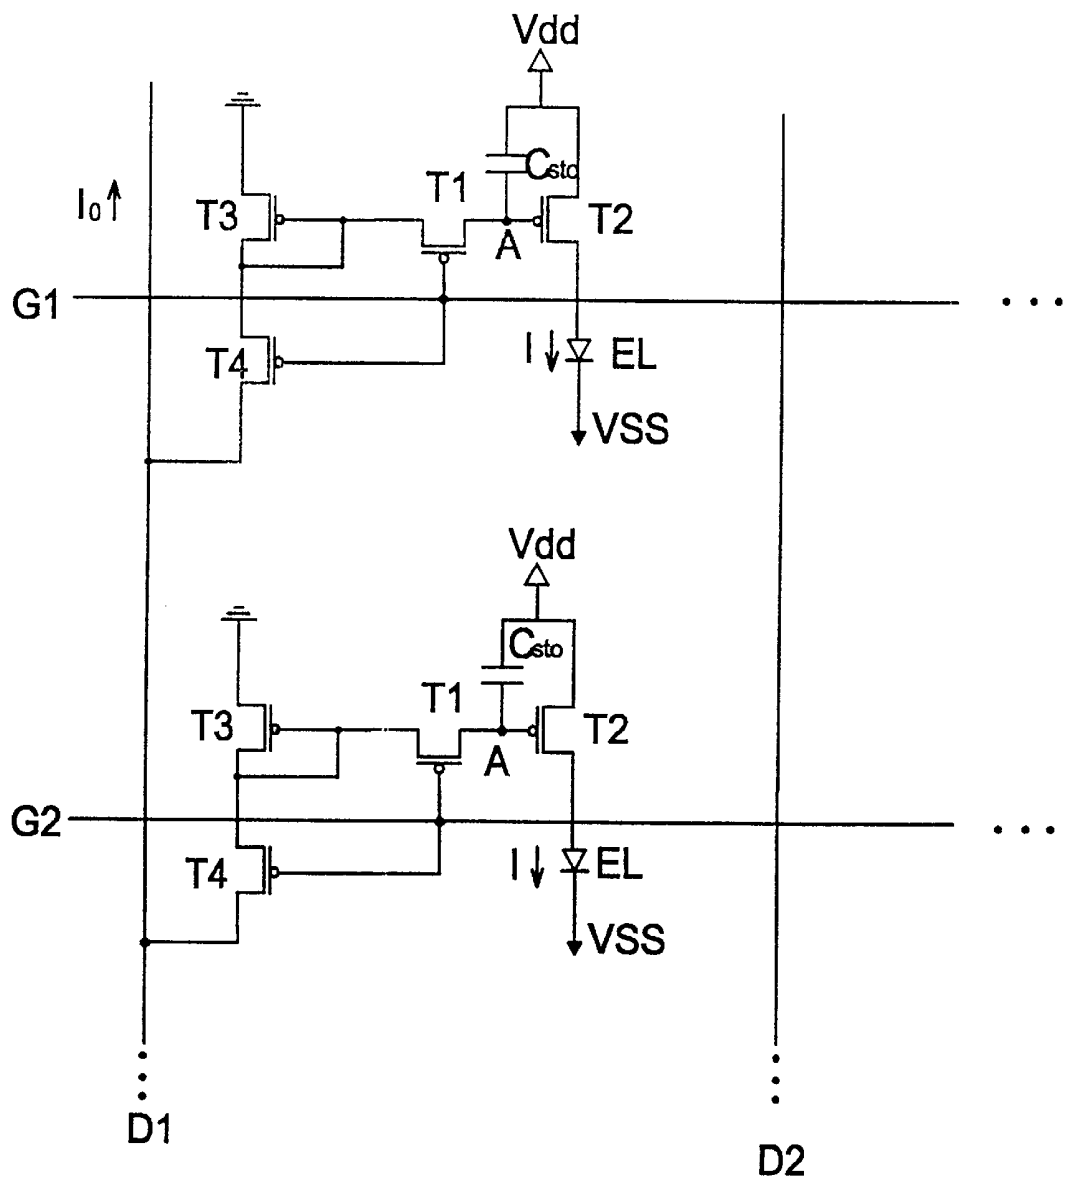 Vdd
Csto
T1
I0
T3
T2
A
G1
. . .
T4
I
EL
VSS
Vdd
Csto
T1
T3
T2
A
G2
. . .
T4
I
EL
VSS
D1
D2